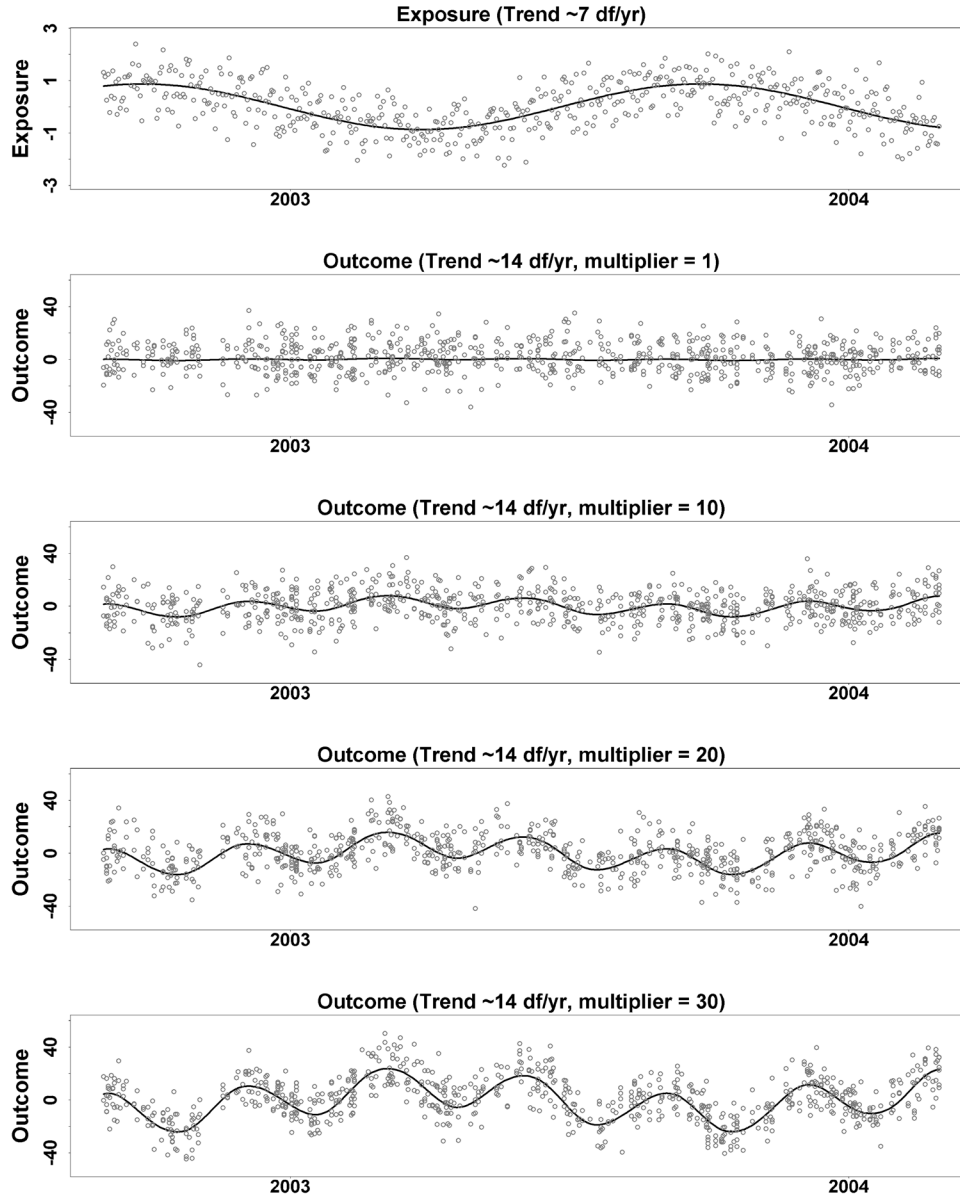 Exposure (Trend ~7 df/yr)
3
1
-1
-3
Exposure
2003 2004
Outcome (Trend ~14 df/yr, multiplier = 1)
40
0
-40
Outcome
2003 2004
Outcome (Trend ~14 df/yr, multiplier = 10)
40
0
-40
Outcome
2003 2004
Outcome (Trend ~14 df/yr, multiplier = 20)
40
0
-40
Outcome
2003 2004
Outcome (Trend ~14 df/yr, multiplier = 30)
40
0
-40
Outcome
2003 2004